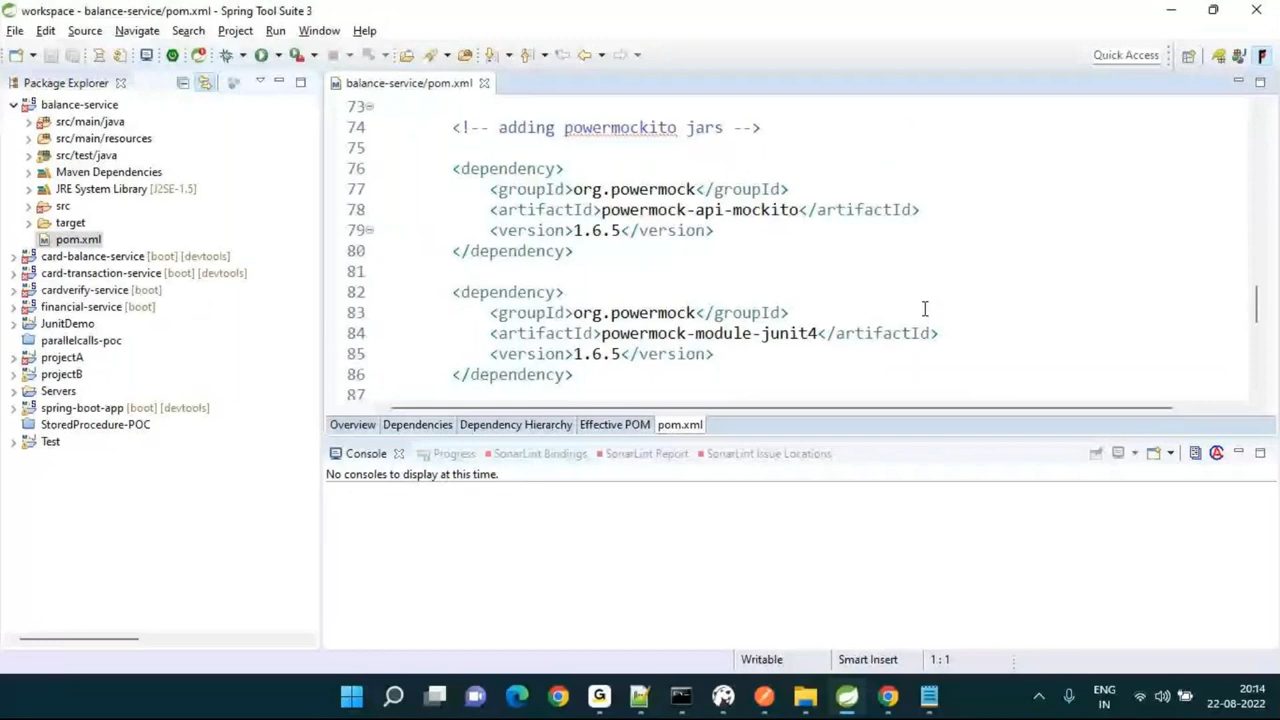 workspace - balance-service/pom.xml - Spring Tool Suite 3
File Edit Source Navigate Search Project Run Window Help
Quick Access
Package Explorer
balance-service
src/main/java
src/main/resources
src/test/java
Maven Dependencies
JRE System Library [J2SE-1.5]
src
target
pom.xml
card-balance-service [boot] [devtools]
card-transaction-service [boot] [devtools]
cardverify-service [boot]
financial-service [boot]
JunitDemo
parallelcalls-poc
projectA
projectB
Servers
spring-boot-app [boot] [devtools]
StoredProcedure-POC
Test
balance-service/pom.xml
73
74 <!-- adding powermockito jars -->
75
76 <dependency>
77 <groupId>org.powermock</groupId>
78 <artifactId>powermock-api-mockito</artifactId>
79 <version>1.6.5</version>
80 </dependency>
81
82 <dependency>
83 <groupId>org.powermock</groupId>
84 <artifactId>powermock-module-junit4</artifactId>
85 <version>1.6.5</version>
86 </dependency>
87
Overview Dependencies Dependency Hierarchy Effective POM pom.xml
Console Progress SonarLint Bindings SonarLint Report SonarLint Issue Locations
No consoles to display at this time.
Writable Smart Insert 1 : 1
ENG
IN
20:14
22-08-2022